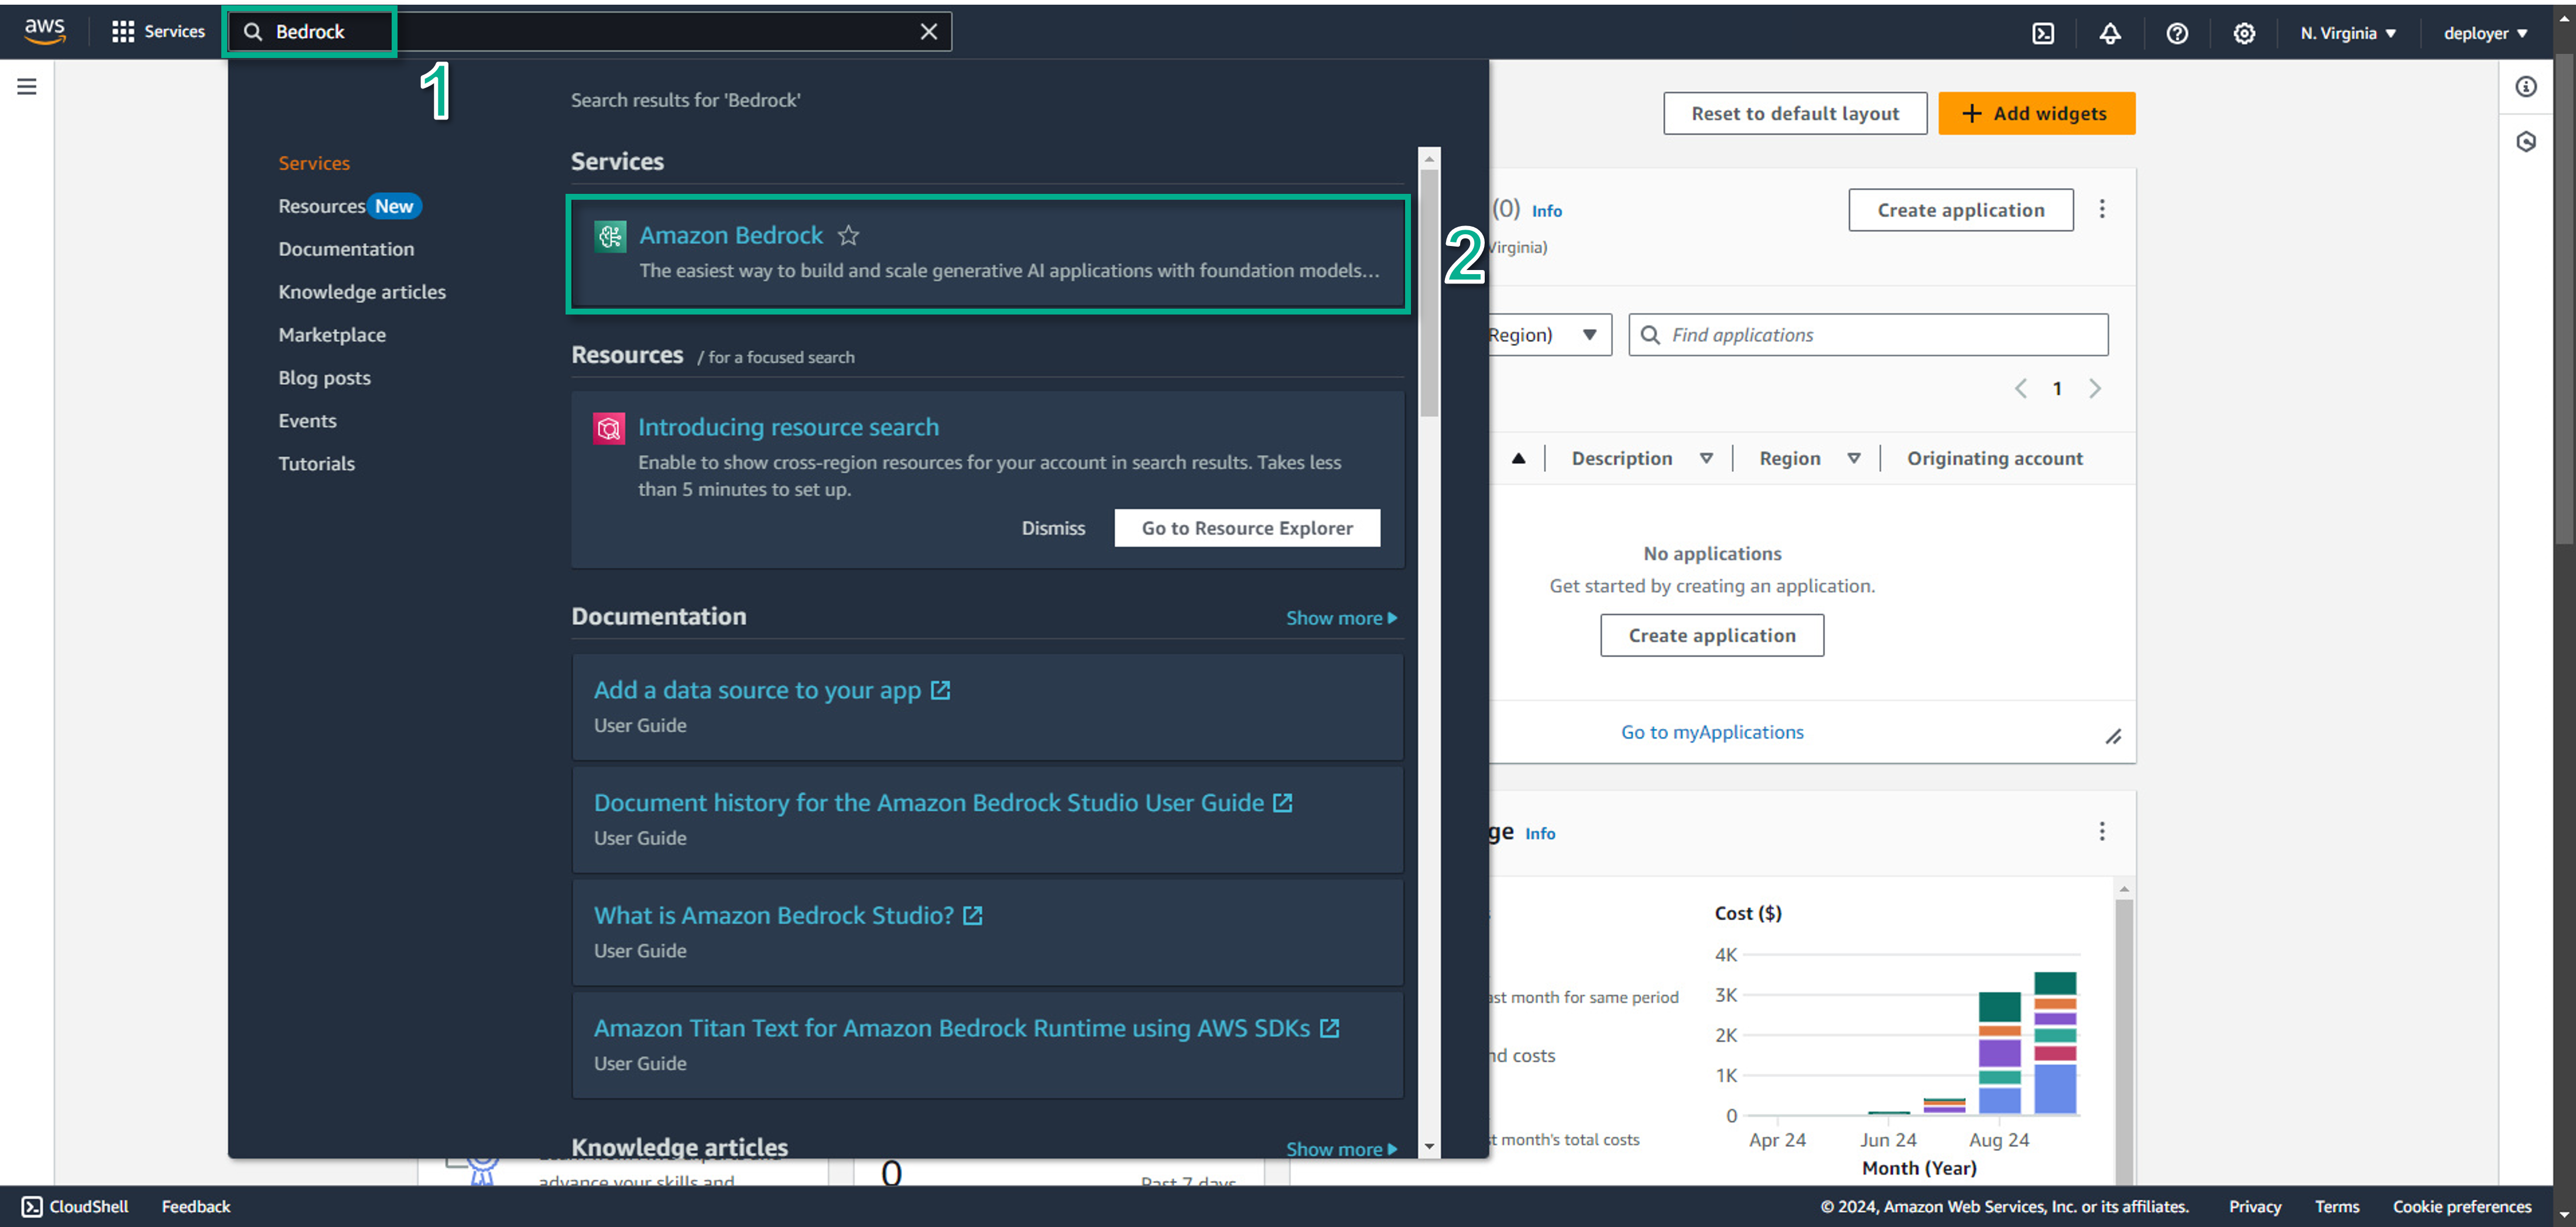 aws
Services
Bedrock
N. Virginia
deployer
1
Search results for 'Bedrock'
Services
Resources New
Documentation
Knowledge articles
Marketplace
Blog posts
Events
Tutorials
Services
Amazon Bedrock
The easiest way to build and scale generative AI applications with foundation models...
2
Resources / for a focused search
Introducing resource search
Enable to show cross-region resources for your account in search results. Takes less
than 5 minutes to set up.
Dismiss
Go to Resource Explorer
Documentation
Show more
Add a data source to your app
User Guide
Document history for the Amazon Bedrock Studio User Guide
User Guide
What is Amazon Bedrock Studio?
User Guide
Amazon Titan Text for Amazon Bedrock Runtime using AWS SDKs
User Guide
Knowledge articles
Show more
Reset to default layout
Add widgets
(0) Info
Virginia)
Create application
Region)
Find applications
1
Description
Region
Originating account
No applications
Get started by creating an application.
Create application
Go to myApplications
ge Info
Cost ($)
4K
3K
2K
1K
0
Apr 24
Jun 24
Aug 24
Month (Year)
ast month for same period
nd costs
t month's total costs
advance your skills and
0
Past 7 days
CloudShell
Feedback
© 2024, Amazon Web Services, Inc. or its affiliates.
Privacy
Terms
Cookie preferences